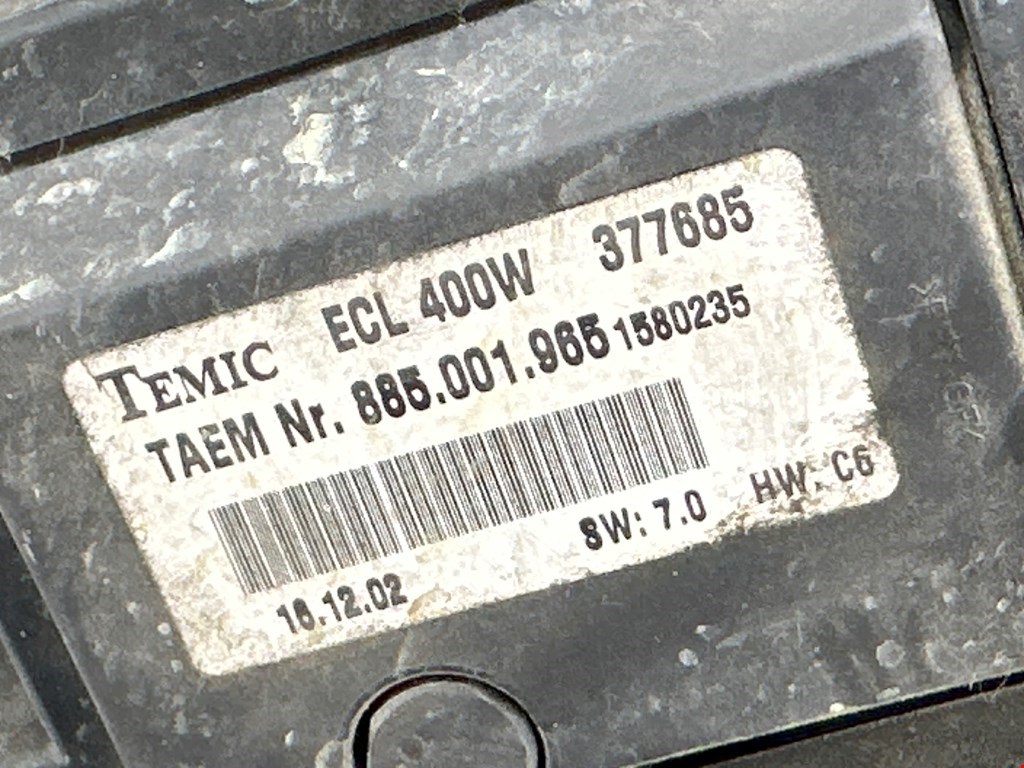 TEMIC ECL 400W 377685
TAEM Nr. 885.001.965 1580235
SW: 7.0 HW: C6
16.12.02